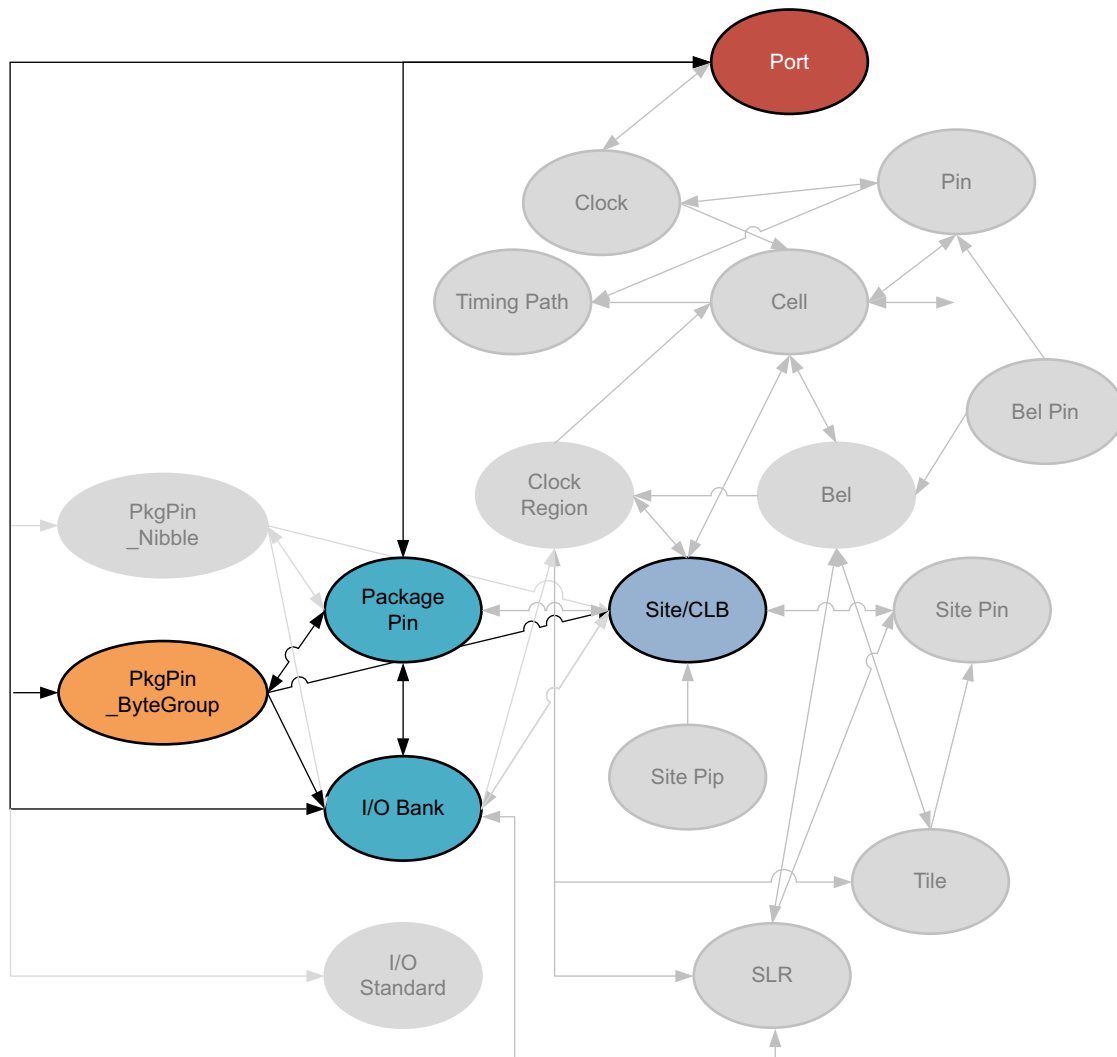 Port
Pin
Clock
Timing Path
Cell
Bel Pin
Clock
Region
Bel
PkgPin
_Nibble
Package
Pin
Site/CLB
Site Pin
PkgPin
_ByteGroup
Site Pip
I/O Bank
Tile
I/O
Standard
SLR